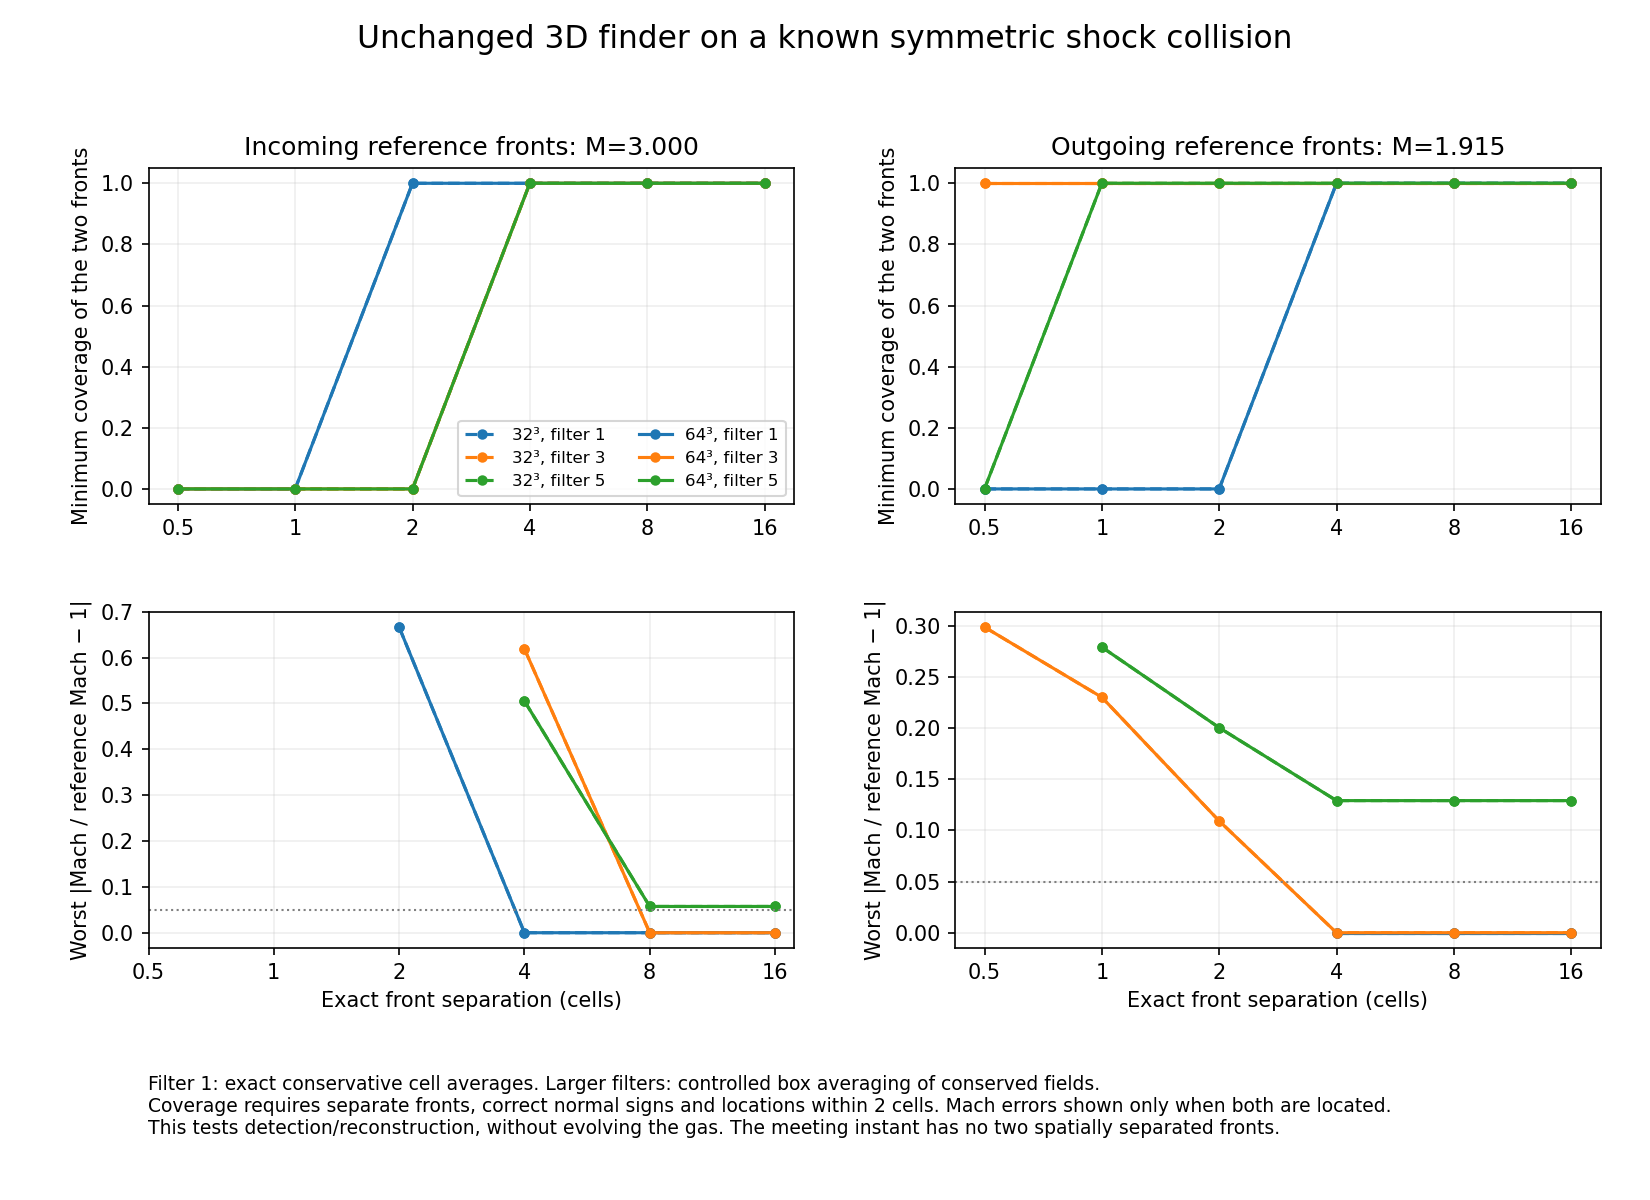 Unchanged 3D finder on a known symmetric shock collision
Incoming reference fronts: M=3.000
Minimum coverage of the two fronts
1.0
0.8
0.6
0.4
0.2
0.0
0.5 1 2 4 8 16
32³, filter 1 64³, filter 1
32³, filter 3 64³, filter 3
32³, filter 5 64³, filter 5
Outgoing reference fronts: M=1.915
Minimum coverage of the two fronts
1.0
0.8
0.6
0.4
0.2
0.0
0.5 1 2 4 8 16
Worst |Mach / reference Mach − 1|
0.7
0.6
0.5
0.4
0.3
0.2
0.1
0.0
0.5 1 2 4 8 16
Exact front separation (cells)
Worst |Mach / reference Mach − 1|
0.30
0.25
0.20
0.15
0.10
0.05
0.00
0.5 1 2 4 8 16
Exact front separation (cells)
Filter 1: exact conservative cell averages. Larger filters: controlled box averaging of conserved fields.
Coverage requires separate fronts, correct normal signs and locations within 2 cells. Mach errors shown only when both are located.
This tests detection/reconstruction, without evolving the gas. The meeting instant has no two spatially separated fronts.